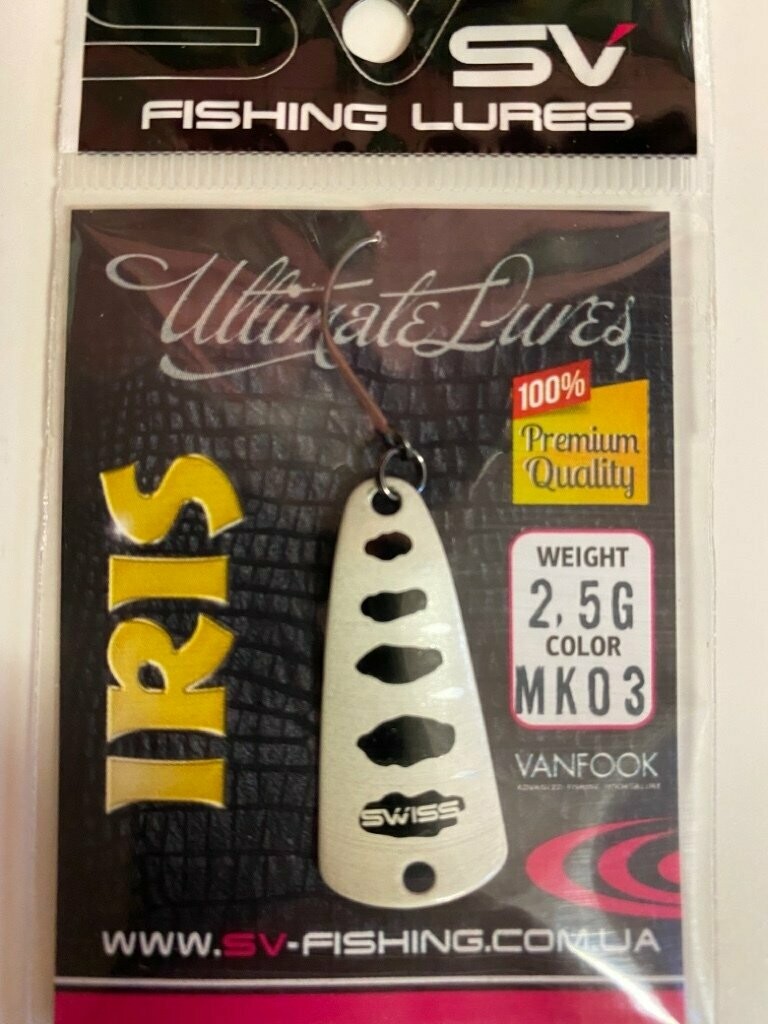 SV
FISHING LURES
Ultimate Lures
100%
Premium
Quality
IRIS
WEIGHT
2,5G
COLOR
MK03
VANFOOK
SWISS
WWW.SV-FISHING.COM.UA